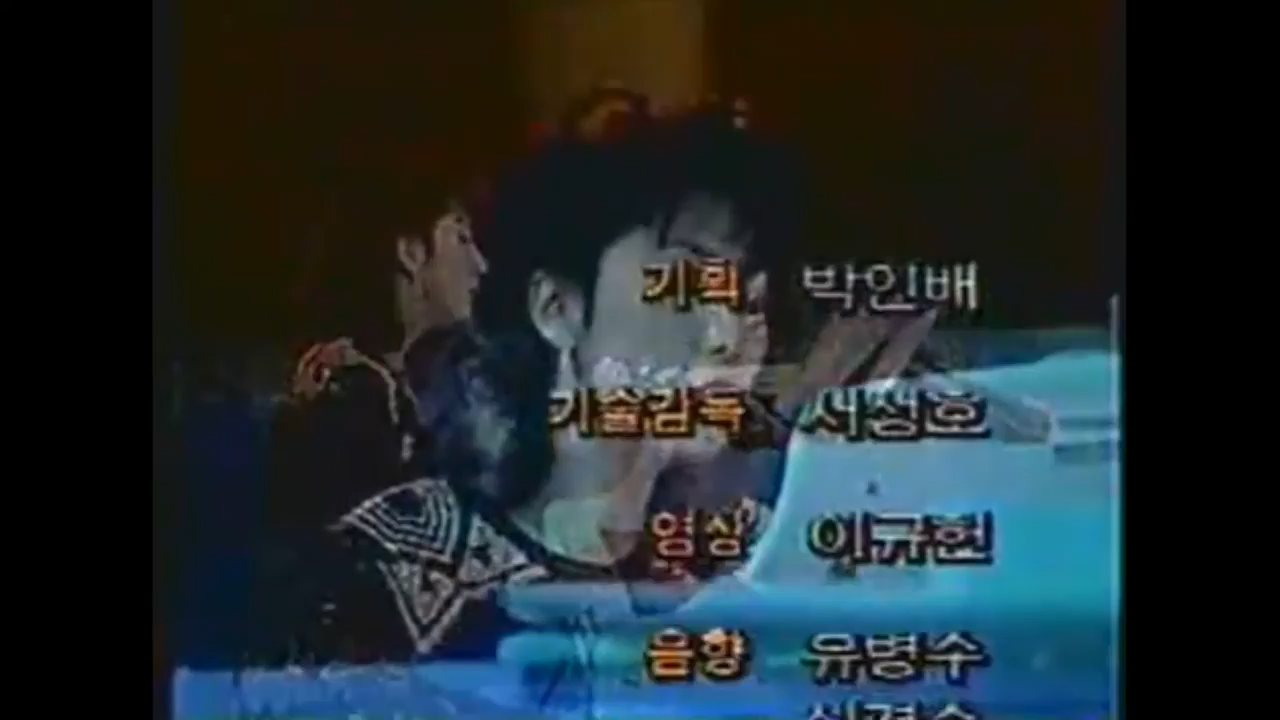 기획 박인배
기술감독 서성호
영상 이규헌
음향 유병수